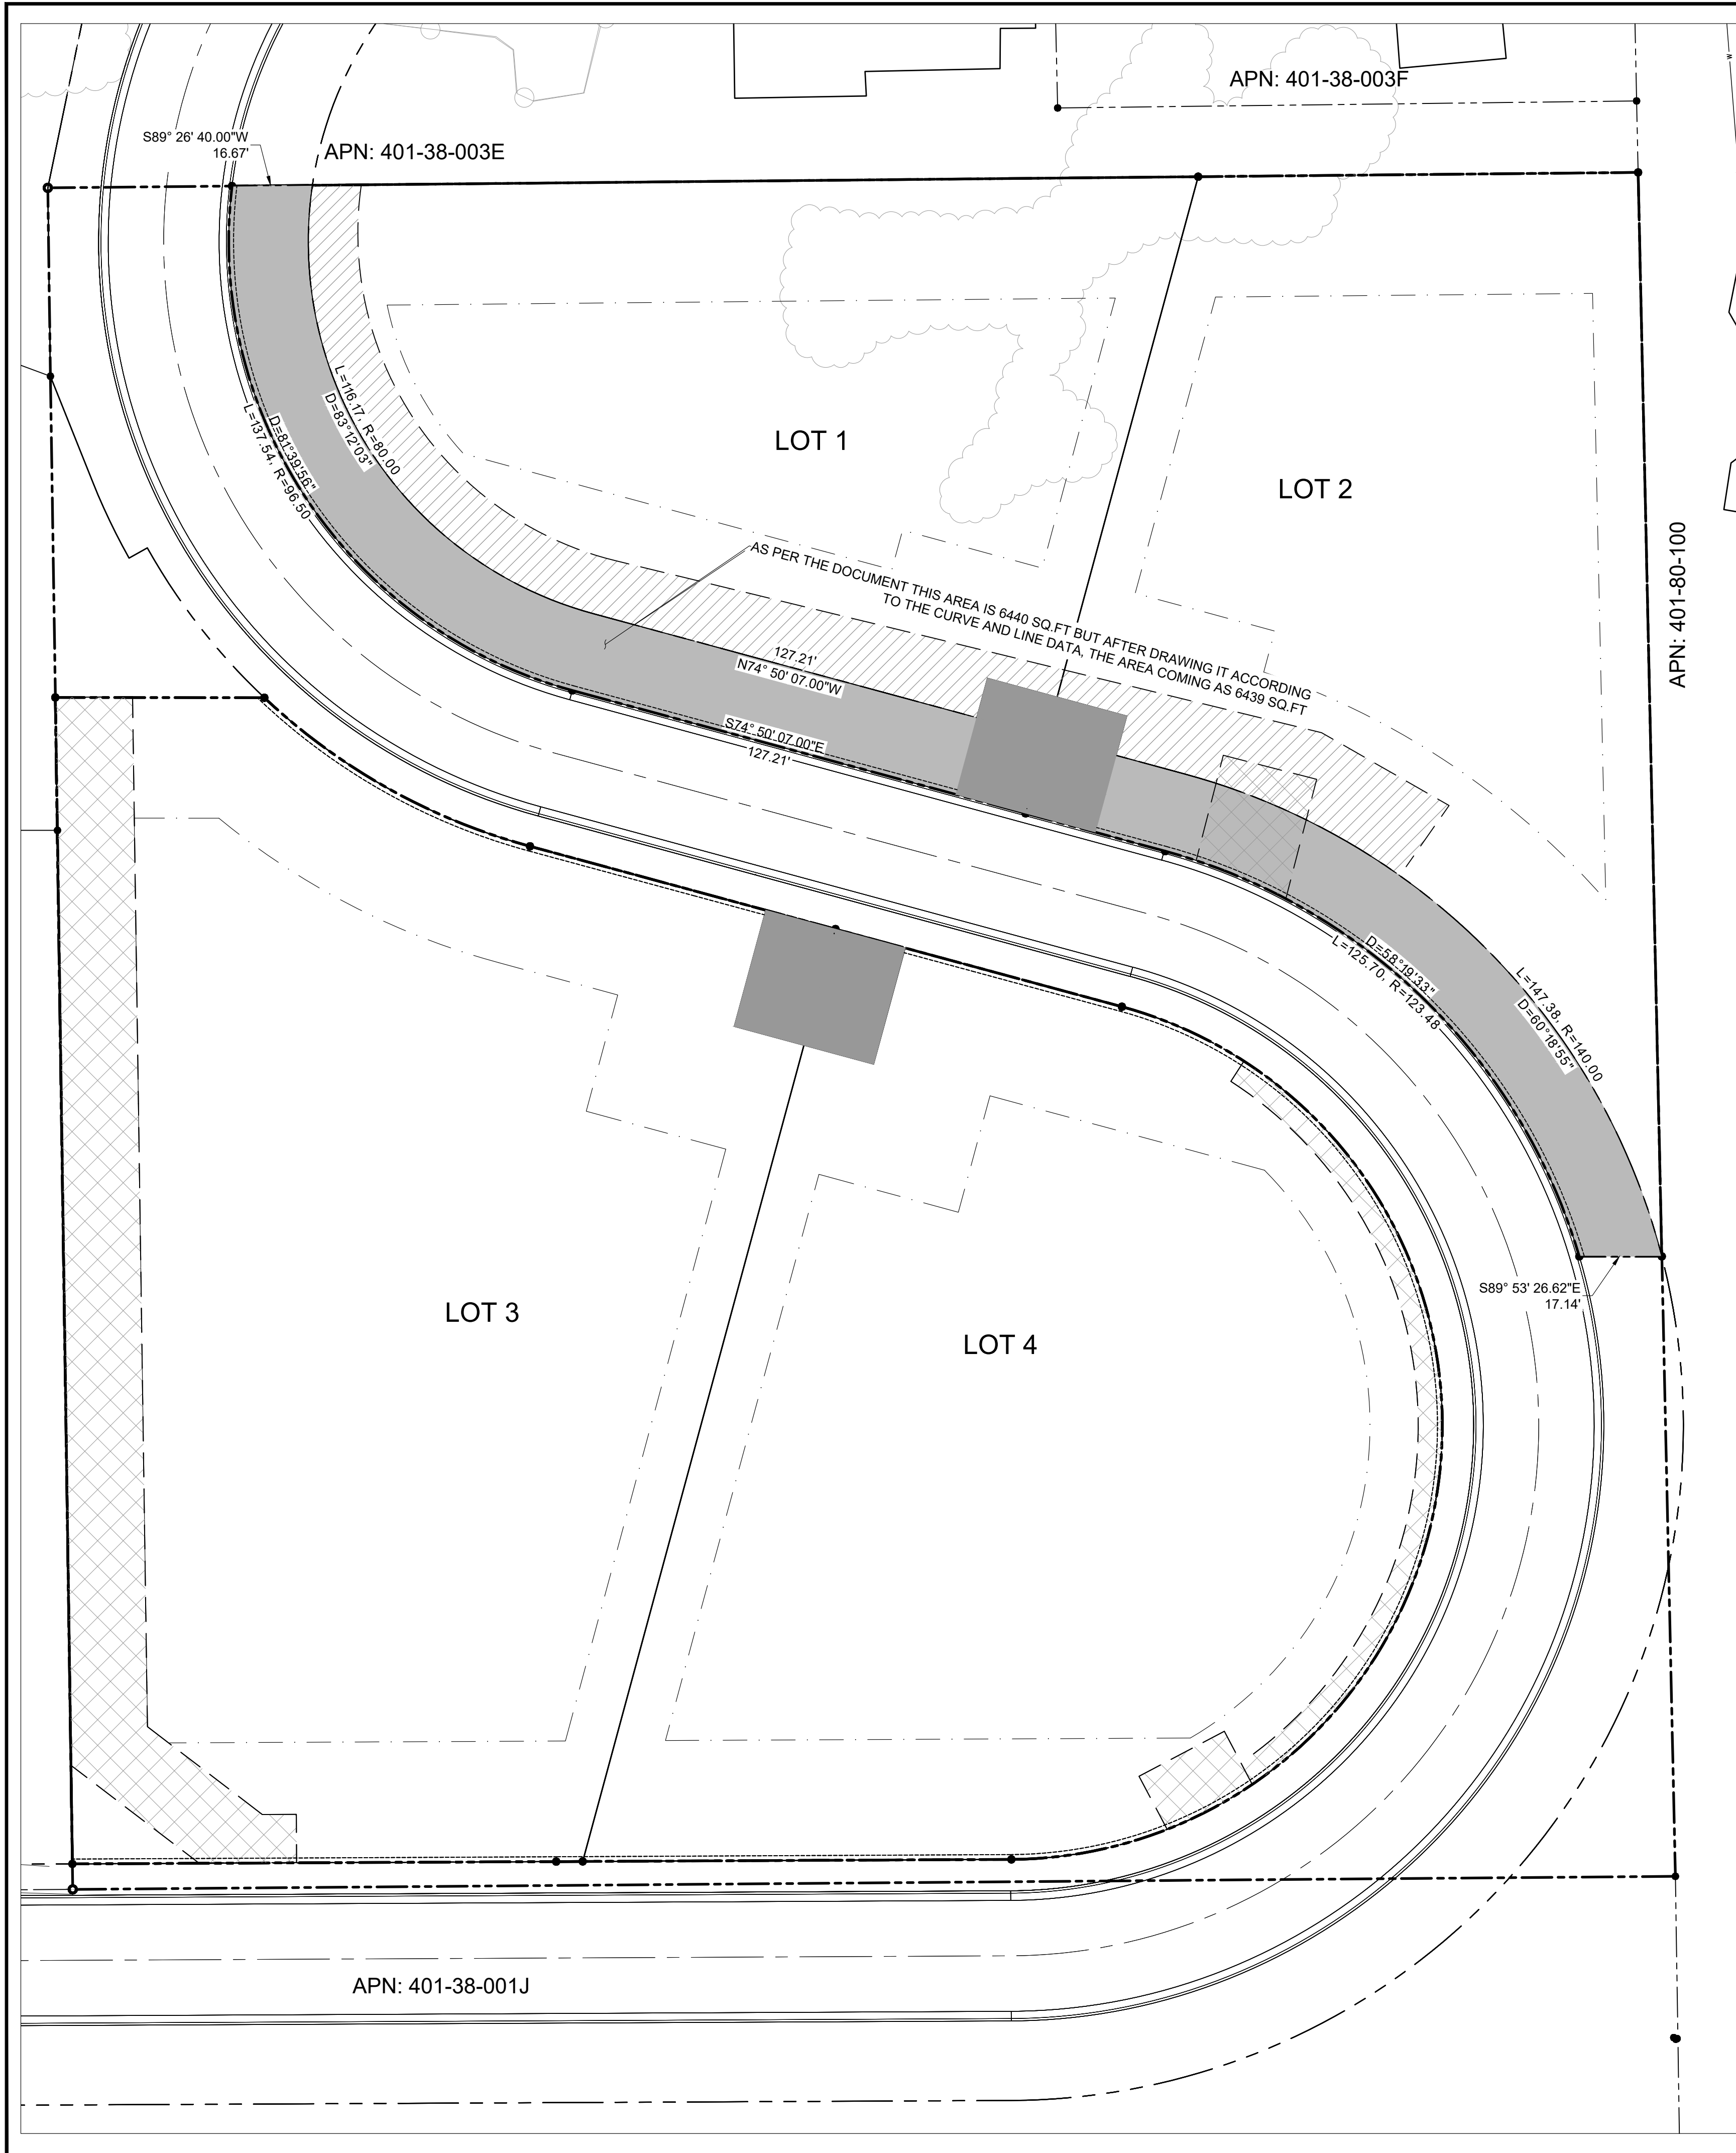 APN: 401-38-003F
W
S89° 26' 40.00"W
16.67'
APN: 401-38-003E
L=116.17, R=80.00
D=83°12'03"
D=81°39'56"
L=137.54, R=96.50
LOT 1
LOT 2
APN: 401-80-100
AS PER THE DOCUMENT THIS AREA IS 6440 SQ.FT BUT AFTER DRAWING IT ACCORDING
TO THE CURVE AND LINE DATA, THE AREA COMING AS 6439 SQ.FT
127.21'
N74° 50' 07.00"W
S74° 50' 07.00"E
127.21'
D=58°19'33"
L=125.70, R=123.48
L=147.38, R=140.00
D=60°18'55"
S89° 53' 26.62"E
17.14'
LOT 3
LOT 4
APN: 401-38-001J